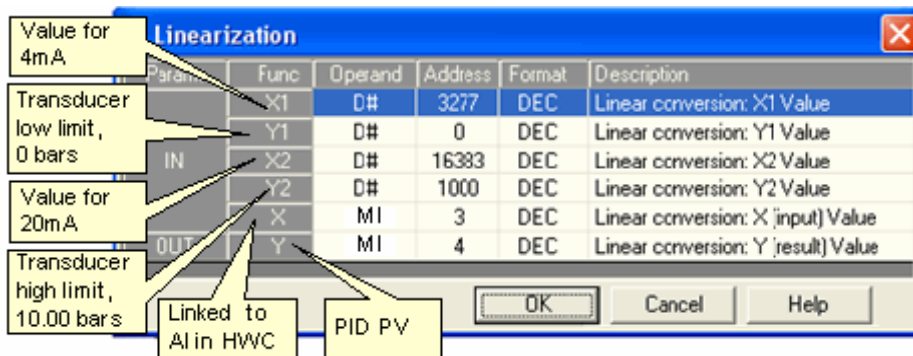 Value for
4mA
Transducer
low limit,
0 bars
Value for
20mA
Transducer
high limit,
10.00 bars
Linked to
AI in HWC
PID PV
Linearization
Param Func Operand Address Format Description
X1 D# 3277 DEC Linear conversion: X1 Value
Y1 D# 0 DEC Linear conversion: Y1 Value
IN X2 D# 16383 DEC Linear conversion: X2 Value
Y2 D# 1000 DEC Linear conversion: Y2 Value
X MI 3 DEC Linear conversion: X (input) Value
OUT Y MI 4 DEC Linear conversion: Y (result) Value
OK Cancel Help